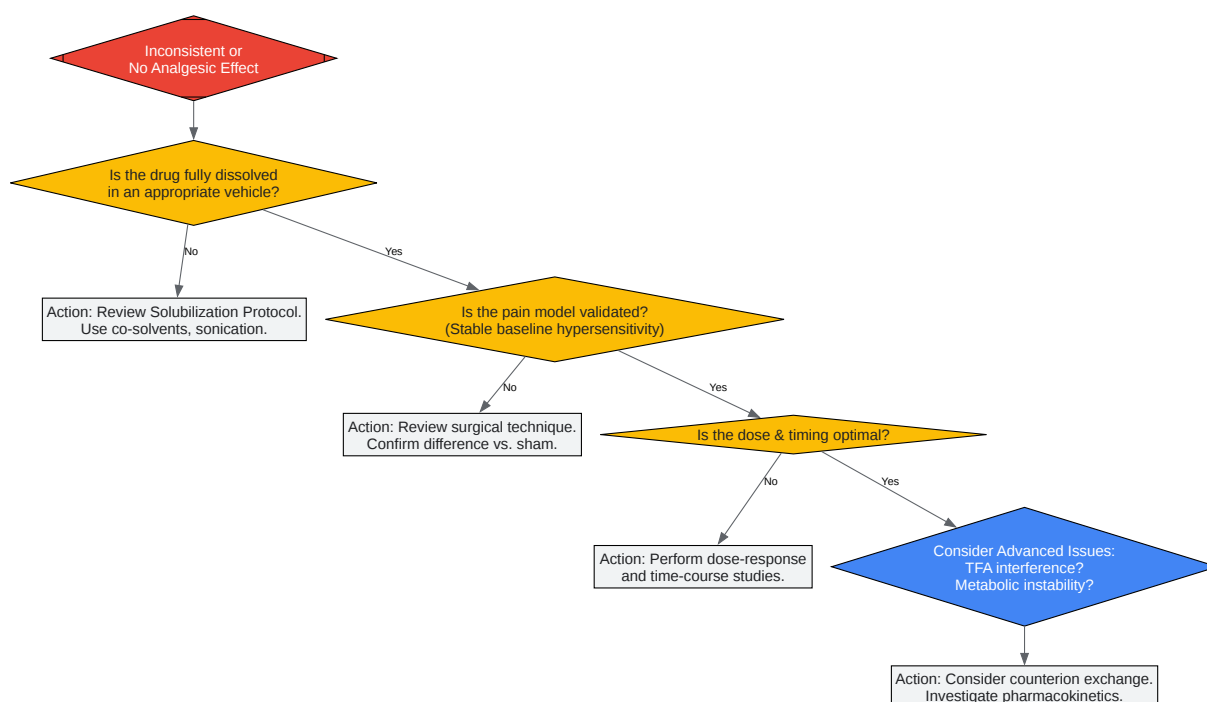 Inconsistent or
No Analgesic Effect
Is the drug fully dissolved
in an appropriate vehicle?
No
Yes
Action: Review Solubilization Protocol.
Use co-solvents, sonication.
Is the pain model validated?
(Stable baseline hypersensitivity)
No
Yes
Action: Review surgical technique.
Confirm difference vs. sham.
Is the dose & timing optimal?
No
Yes
Action: Perform dose-response
and time-course studies.
Consider Advanced Issues:
TFA interference?
Metabolic instability?
Action: Consider counterion exchange.
Investigate pharmacokinetics.